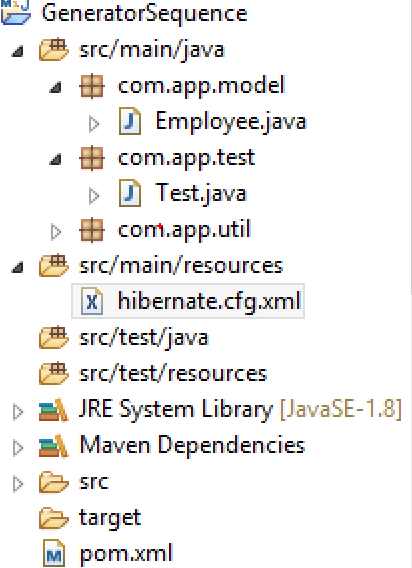 GeneratorSequence
src/main/java
com.app.model
Employee.java
com.app.test
Test.java
com.app.util
src/main/resources
hibernate.cfg.xml
src/test/java
src/test/resources
JRE System Library [JavaSE-1.8]
Maven Dependencies
src
target
pom.xml